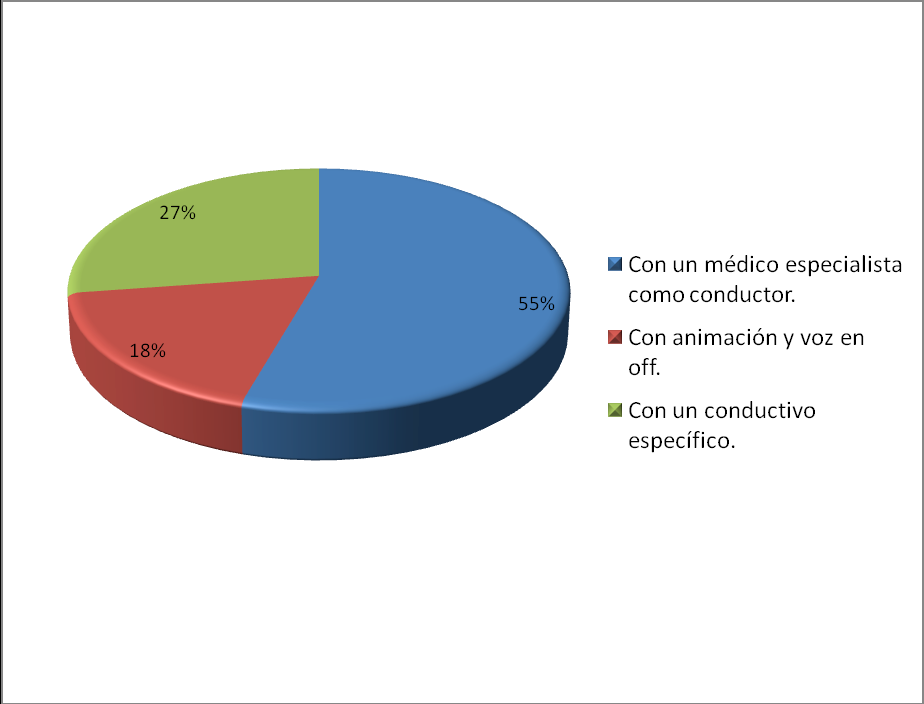 27%
55%
18%
Con un médico especialista
como conductor.
Con animación y voz en
off.
Con un conductivo
específico.